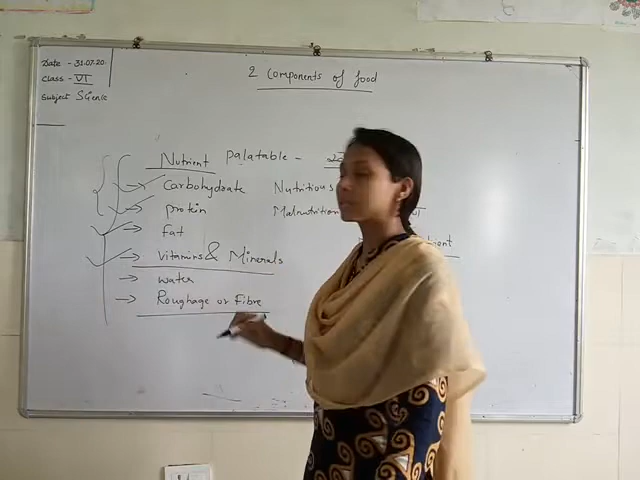 Date - 31.07.20
Class - VI
Subject Science
2 Components of food
Nutrient palatable -
Carbohydrate Nutritious
protein Malnutrition
fat
vitamins & Minerals
water
Roughage or Fibre